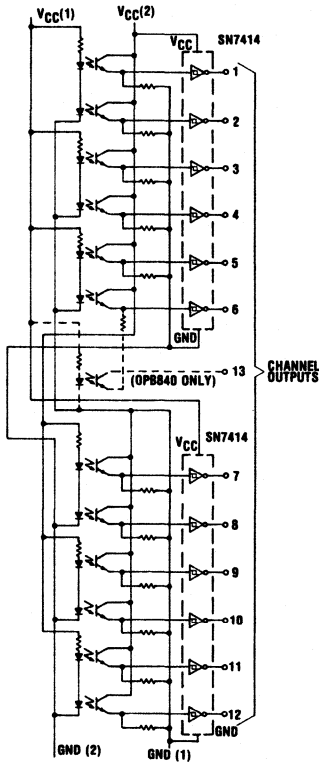 VCC(1) VCC(2)
VCC SN7414
1
2
3
4
5
6
GND
13
(OPB840 ONLY)
CHANNEL
OUTPUTS
VCC SN7414
7
8
9
10
11
12
GND
GND (2) GND (1)